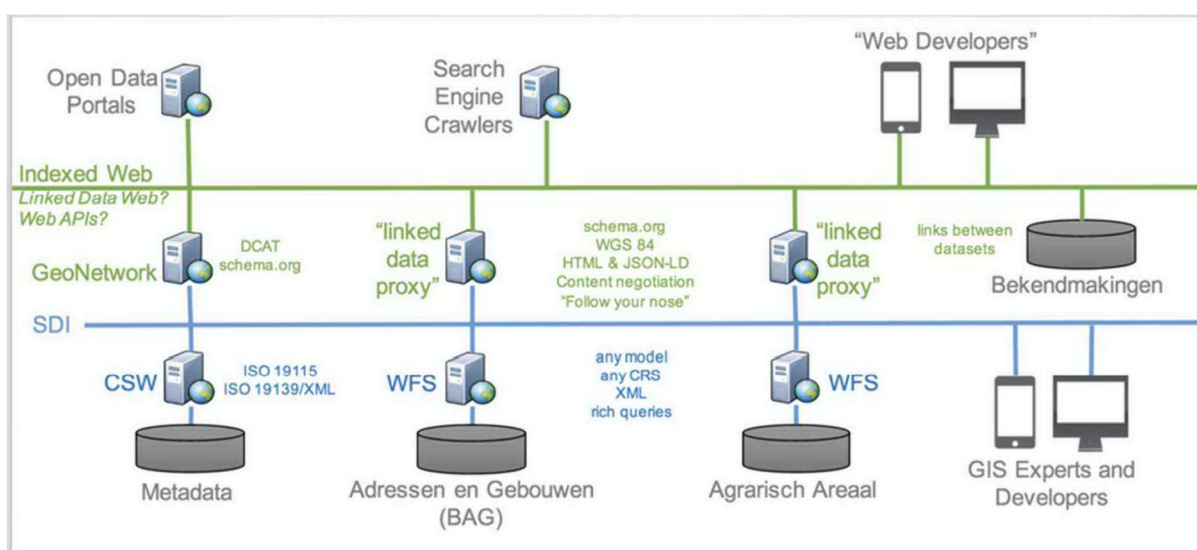 Open Data
Portals
Search
Engine
Crawlers
“Web Developers”
Indexed Web
Linked Data Web?
Web APIs?
GeoNetwork
DCAT
schema.org
“linked
data
proxy”
schema.org
WGS 84
HTML & JSON-LD
Content negotiation
“Follow your nose”
“linked
data
proxy”
links between
datasets
Bekendmakingen
SDI
CSW
ISO 19115
ISO 19139/XML
WFS
any model
any CRS
XML
rich queries
WFS
Metadata
Adressen en Gebouwen
(BAG)
Agrarisch Areaal
GIS Experts and
Developers